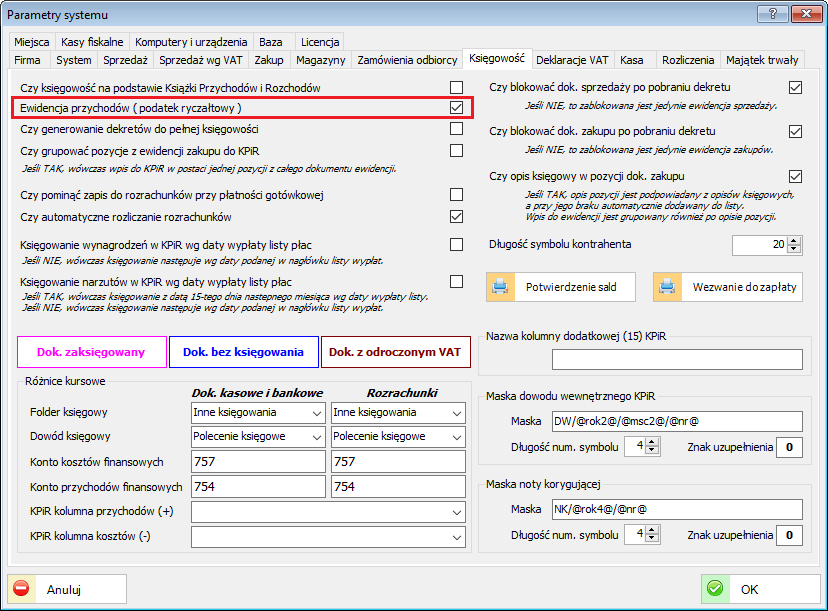 Parametry systemu
Miejsca Kasy fiskalne Komputery i urządzenia Baza Licencja
Firma System Sprzedaż Sprzedaż wg VAT Zakup Magazyny Zamówienia odbiorcy Księgowość Deklaracje VAT Kasa Rozliczenia Majątek trwały
Czy księgowość na podstawie Książki Przychodów i Rozchodów
Ewidencja przychodów ( podatek ryczałtowy )
Czy generowanie dekretów do pełnej księgowości
Czy grupować pozycje z ewidencji zakupu do KPiR
Jeśli TAK, wówczas wpis do KPiR w postaci jednej pozycji z całego dokumentu ewidencji.
Czy pominąć zapis do rozrachunków przy płatności gotówkowej
Czy automatyczne rozliczanie rozrachunków
Księgowanie wynagrodzeń w KPiR wg daty wypłaty listy płac
Jeśli NIE, wówczas księgowanie następuje wg daty podanej w nagłówku listy wypłat.
Księgowanie narzutów w KPiR wg daty wypłaty listy płac
Jeśli TAK, wówczas księgowanie z datą 15-tego dnia nastepnego miesiąca wg daty wypłaty listy.
Jeśli NIE, wówczas księgowanie następuje wg daty podanej w nagłówku listy wypłat.
Dok. zaksięgowany Dok. bez księgowania Dok. z odroczonym VAT
Różnice kursowe
Dok. kasowe i bankowe Rozrachunki
Folder księgowy Inne księgowania Inne księgowania
Dowód księgowy Polecenie księgowe Polecenie księgowe
Konto kosztów finansowych 757 757
Konto przychodów finansowych 754 754
KPiR kolumna przychodów (+)
KPiR kolumna kosztów (-)
Czy blokować dok. sprzedaży po pobraniu dekretu
Jeśli NIE, to zablokowana jest jedynie ewidencja sprzedaży.
Czy blokować dok. zakupu po pobraniu dekretu
Jeśli NIE, to zablokowana jest jedynie ewidencja zakupów.
Czy opis księgowy w pozycji dok. zakupu
Jeśli TAK, opis pozycji jest podpowiadany z opisów księgowych,
a przy jego braku automatycznie dodawany do listy.
Wpis do ewidencji jest grupowany również po opisie pozycji.
Długość symbolu kontrahenta 20
Potwierdzenie sald Wezwanie do zapłaty
Nazwa kolumny dodatkowej (15) KPiR
Maska dowodu wewnętrznego KPiR
Maska DW/@rok2@/@msc2@/@nr@
Długość num. symbolu 4 Znak uzupełnienia 0
Maska noty korygującej
Maska NK/@rok4@/@nr@
Długość num. symbolu 4 Znak uzupełnienia 0
Anuluj OK